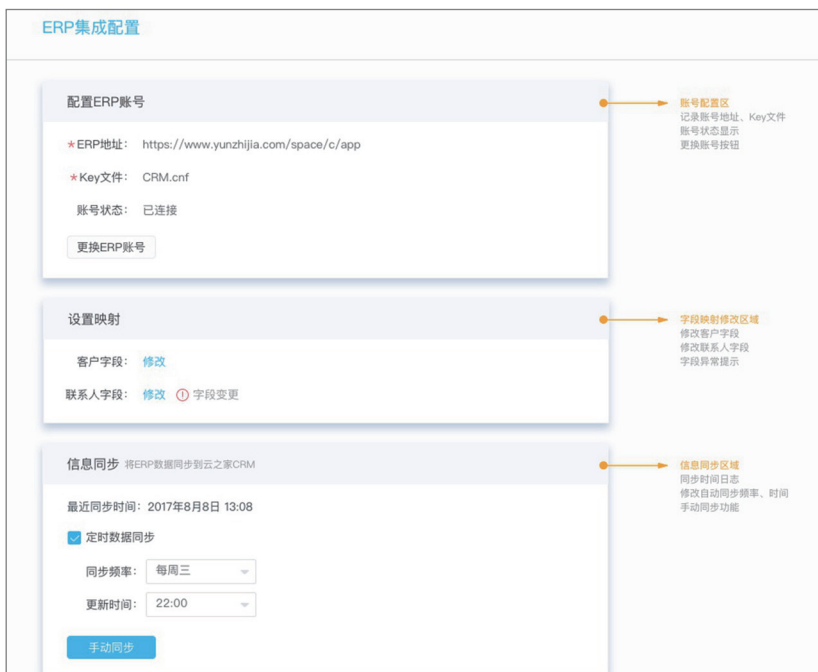 ERP集成配置
配置ERP账号
*ERP地址： https://www.yunzhijia.com/space/c/app
*Key文件： CRM.cnf
账号状态： 已连接
更换ERP账号
账号配置区
记录账号地址、Key文件
账号状态显示
更换账号按钮
设置映射
客户字段： 修改
联系人字段： 修改 字段变更
字段映射修改区域
修改客户字段
修改联系人字段
字段异常提示
信息同步 将ERP数据同步到云之家CRM
最近同步时间：2017年8月8日 13:08
定时数据同步
同步频率： 每周三
更新时间： 22:00
手动同步
信息同步区域
同步时间日志
修改自动同步频率、时间
手动同步功能